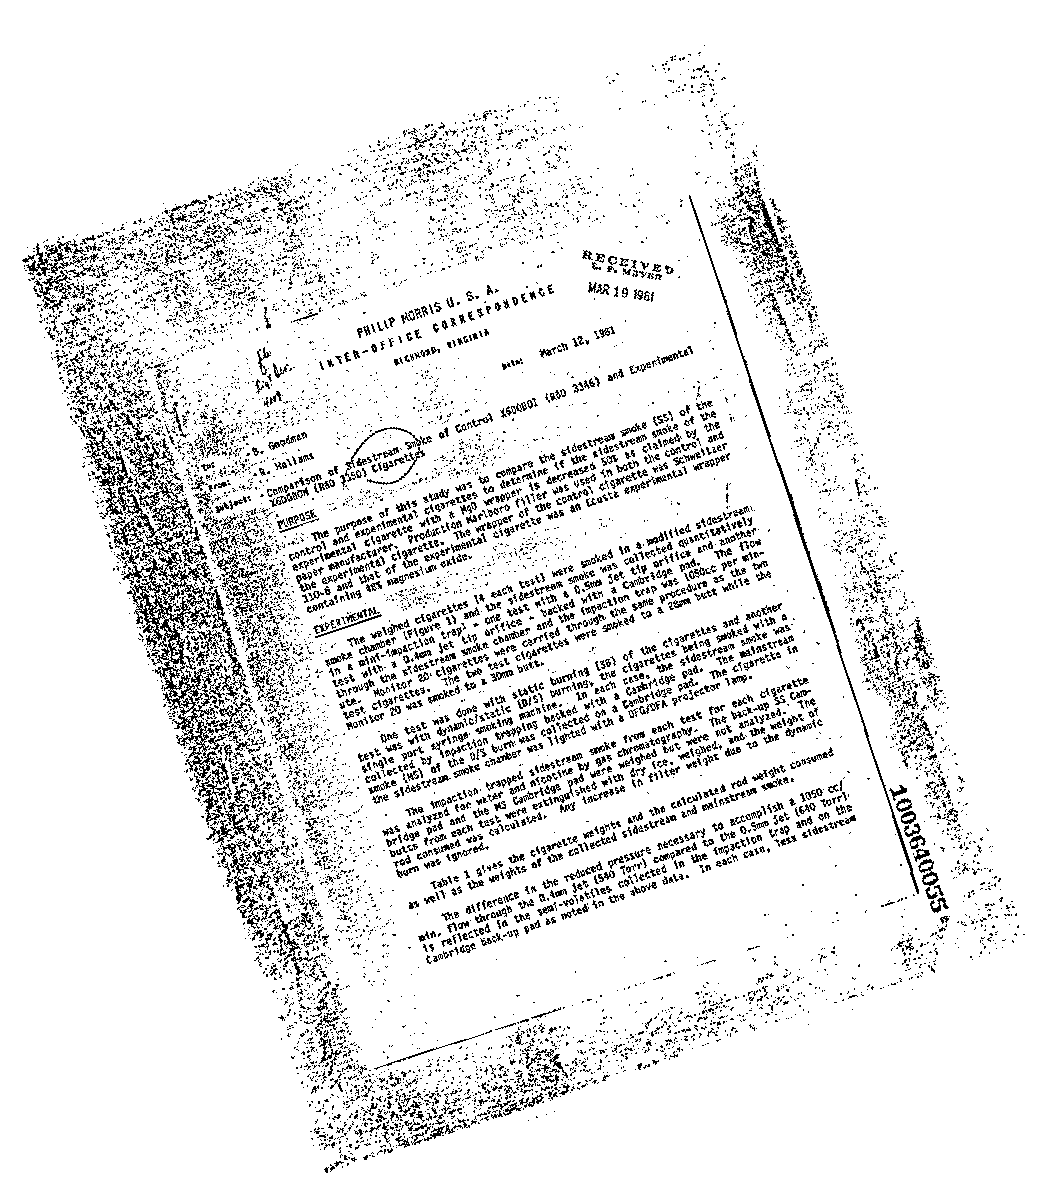 RECEIVED
MAR 19 1981
PHILIP MORRIS U. S. A.
INTER-OFFICE CORRESPONDENCE
RICHMOND, VIRGINIA
Date: March 12, 1981
To: B. Goodman
From: R. Hallams
Subject: Comparison of Sidestream Smoke of Control (R&D 3346) and Experimental
(R&D 3350) Cigarettes
PURPOSE
The purpose of this study was to compare the sidestream smoke (SS) of the
control and experimental cigarettes to determine if the sidestream smoke of the
experimental cigarette with a MgO wrapper is decreased 50% as claimed by the
paper manufacturer. Production Marlboro filler was used in both the control and
the experimental cigarette. The wrapper of the control cigarette was Schweitzer
110-B and that of the experimental cigarette was an Ecusta experimental wrapper
containing magnesium oxide.
EXPERIMENTAL
The weighed cigarettes (4 each test) were smoked in a modified sidestream
smoke chamber (Figure 1) and the sidestream smoke was collected quantitatively
in a mint-impaction trap: one test with a 0.5mm jet tip orifice and another
test with a 0.4mm jet tip orifice - backed with a Cambridge pad. The flow
through the sidestream smoke chamber and the impaction trap was 1050cc per min-
ute. Monitor 20 cigarettes were carried through the same procedure as the two
test cigarettes. The two test cigarettes were smoked to a 28mm butt while the
Monitor 20 was smoked to a 30mm butt.
One test was done with static burning (SB) of the cigarettes and another
test was with dynamic/static (D/S) burning, the cigarettes being smoked with a
single port syringe smoking machine. In each case, the sidestream smoke was
collected by impaction trapping backed with a Cambridge pad. The mainstream
smoke (MS) of the D/S burn was collected on a Cambridge pad. The cigarette in
the sidestream smoke chamber was lighted with a DFG/DFA projector lamp.
The impaction trapped sidestream smoke from each test for each cigarette
was analyzed for water and nicotine by gas chromatography. The back-up SS Cam-
bridge pad and the MS Cambridge pad were weighed but were not analyzed. The
butts from each test were extinguished with dry ice, weighed, and the weight of
rod consumed was calculated. Any increase in filter weight due to the dynamic
burn was ignored.
Table 1 gives the cigarette weights and the calculated rod weight consumed
as well as the weights of the collected sidestream and mainstream smoke.
The difference in the reduced pressure necessary to accomplish a 1050 cc/
min. flow through the 0.4mm jet (540 Torr) compared to the 0.5mm jet (640 Torr)
is reflected in the semi-volatiles collected in the impaction trap and on the
Cambridge back-up pad as noted in the above data. In each case, less sidestream
1003640055